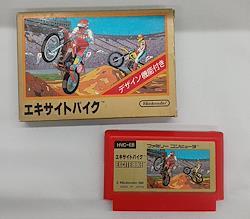 デザイン機能付き
エキサイトバイク
Nintendo
HVC-EB
ファミリー コンピュータ
エキサイトバイク
EXCITEBIKE